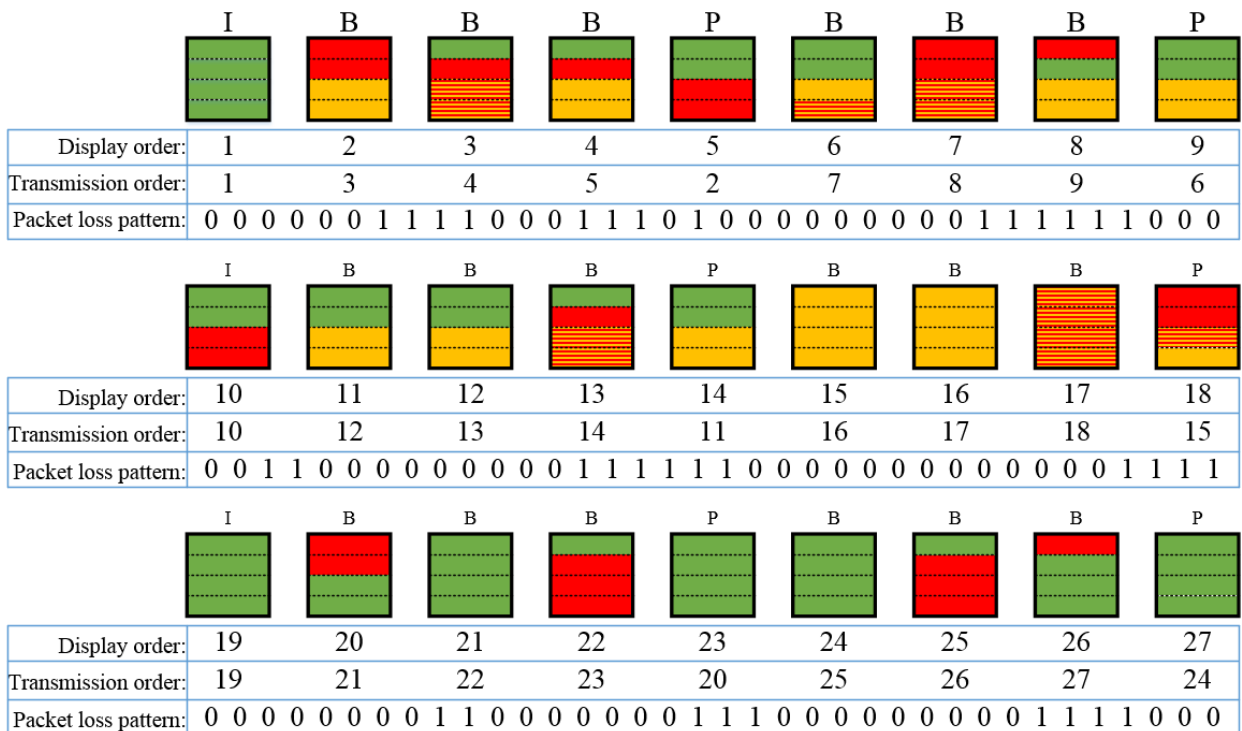 I B B B P B B B P
Display order: 1 2 3 4 5 6 7 8 9
Transmission order: 1 3 4 5 2 7 8 9 6
Packet loss pattern: 0 0 0 0 0 0 1 1 1 1 0 0 0 1 1 1 0 1 0 0 0 0 0 0 0 0 0 1 1 1 1 1 1 0 0 0
I B B B P B B B P
Display order: 10 11 12 13 14 15 16 17 18
Transmission order: 10 12 13 14 11 16 17 18 15
Packet loss pattern: 0 0 1 1 0 0 0 0 0 0 0 0 0 1 1 1 1 1 1 0 0 0 0 0 0 0 0 0 0 0 0 0 1 1 1 1
I B B B P B B B P
Display order: 19 20 21 22 23 24 25 26 27
Transmission order: 19 21 22 23 20 25 26 27 24
Packet loss pattern: 0 0 0 0 0 0 0 0 1 1 0 0 0 0 0 0 0 1 1 1 0 0 0 0 0 0 0 0 0 1 1 1 1 0 0 0